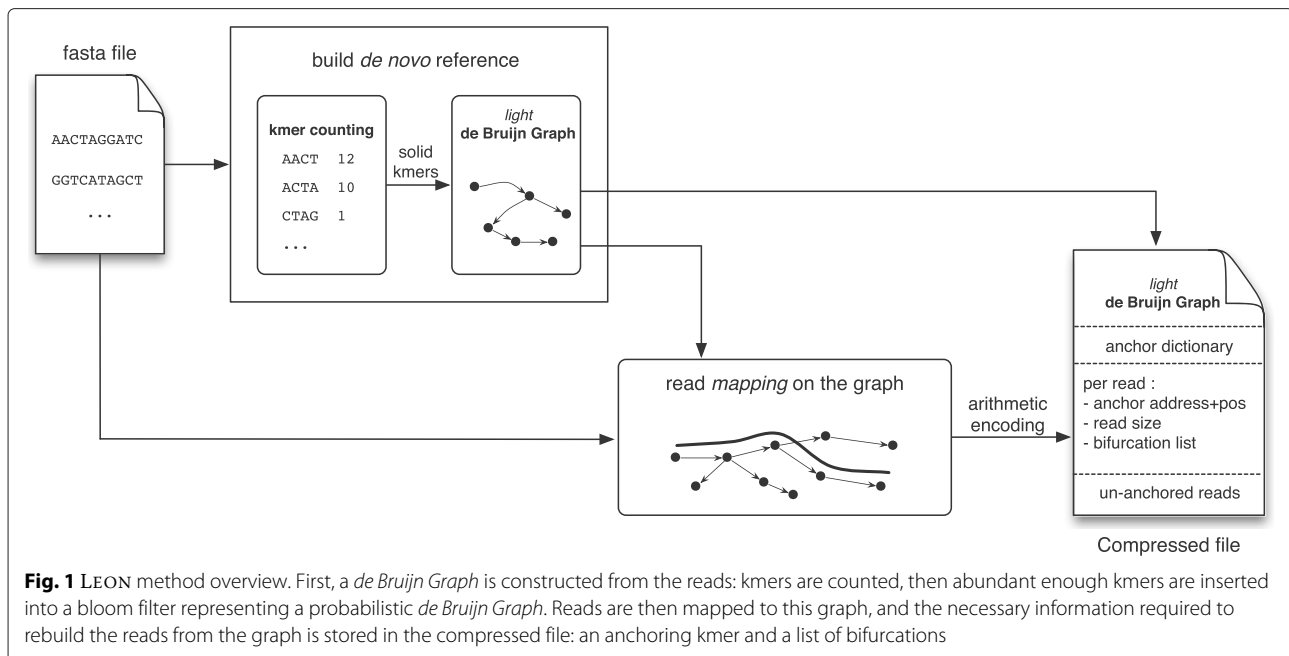 fasta file
AACTAGGATC
GGTCATAGCT
...
build de novo reference
kmer counting
AACT 12
ACTA 10
CTAG 1
...
solid
kmers
light
de Bruijn Graph
read mapping on the graph
arithmetic
encoding
light
de Bruijn Graph
anchor dictionary
per read :
- anchor address+pos
- read size
- bifurcation list
un-anchored reads
Compressed file
Fig. 1 LEON method overview. First, a de Bruijn Graph is constructed from the reads: kmers are counted, then abundant enough kmers are inserted
into a bloom filter representing a probabilistic de Bruijn Graph. Reads are then mapped to this graph, and the necessary information required to
rebuild the reads from the graph is stored in the compressed file: an anchoring kmer and a list of bifurcations